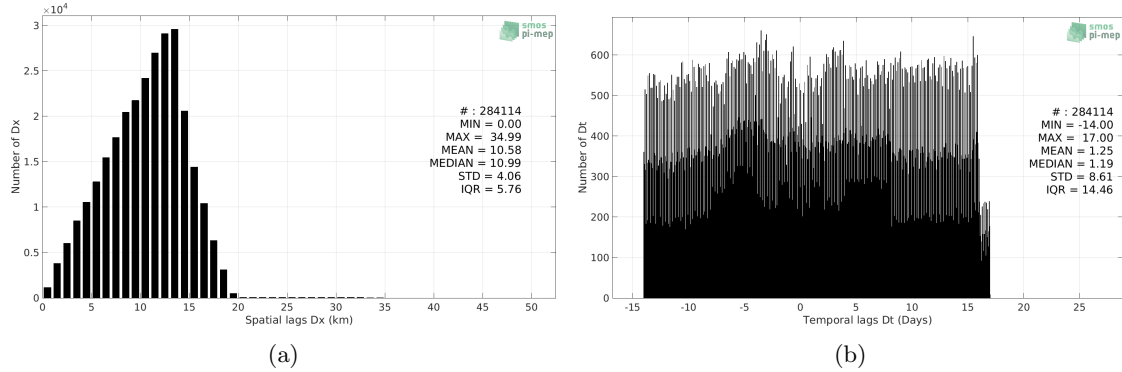 ×10⁴
3
2.5
2
1.5
1
0.5
0
Number of Dx
0 5 10 15 20 25 30 35 40 45 50
Spatial lags Dx (km)
smos
pi-mep
# : 284114
MIN = 0.00
MAX = 34.99
MEAN = 10.58
MEDIAN = 10.99
STD = 4.06
IQR = 5.76
(a)
600
500
400
300
200
100
0
Number of Dt
-15 -10 -5 0 5 10 15 20 25
Temporal lags Dt (Days)
smos
pi-mep
# : 284114
MIN = -14.00
MAX = 17.00
MEAN = 1.25
MEDIAN = 1.19
STD = 8.61
IQR = 14.46
(b)